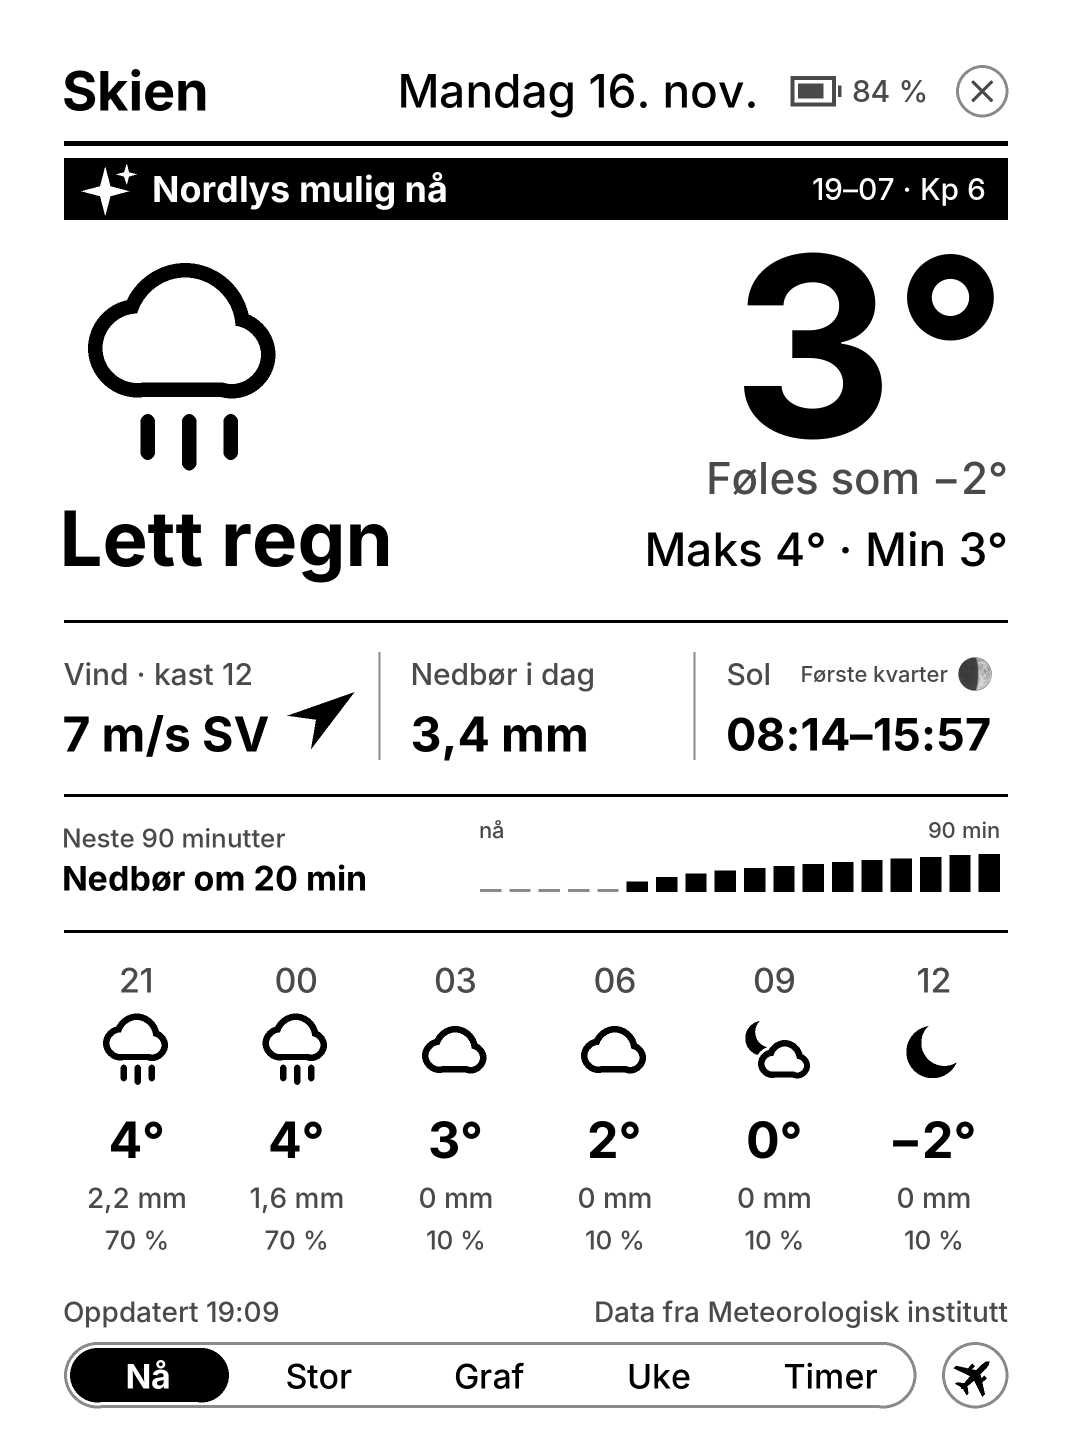 Skien
Mandag 16. nov.
84 %
Nordlys mulig nå
19–07 · Kp 6
3°
Føles som −2°
Lett regn
Maks 4° · Min 3°
Vind · kast 12
7 m/s SV
Nedbør i dag
3,4 mm
Sol
Første kvarter
08:14–15:57
Neste 90 minutter
Nedbør om 20 min
nå
90 min
21 00 03 06 09 12
4° 4° 3° 2° 0° −2°
2,2 mm 1,6 mm 0 mm 0 mm 0 mm 0 mm
70 % 70 % 10 % 10 % 10 % 10 %
Oppdatert 19:09
Data fra Meteorologisk institutt
Nå Stor Graf Uke Timer